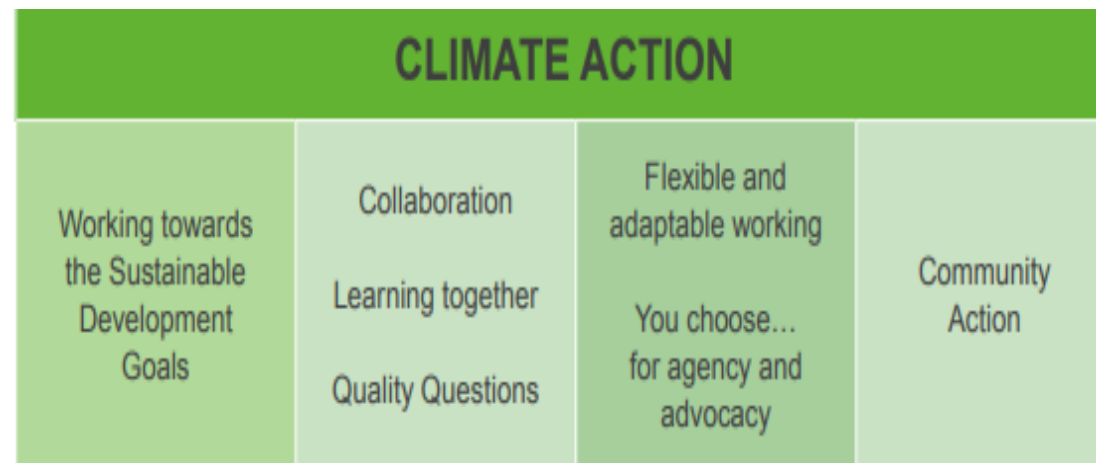 CLIMATE ACTION
Working towards
the Sustainable
Development
Goals
Collaboration
Learning together
Quality Questions
Flexible and
adaptable working
You choose...
for agency and
advocacy
Community
Action